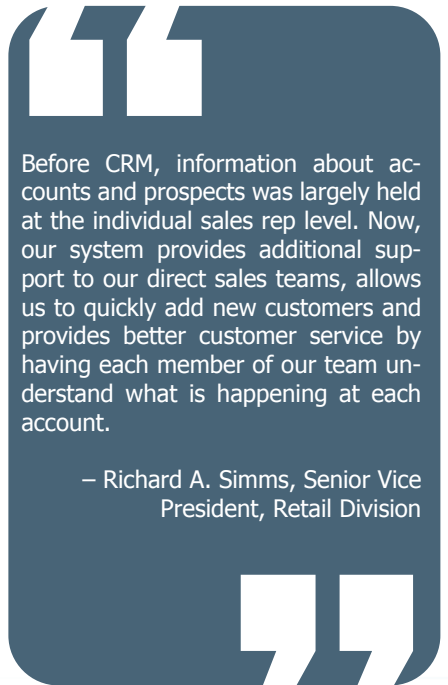 Before CRM, information about ac-
counts and prospects was largely held
at the individual sales rep level. Now,
our system provides additional sup-
port to our direct sales teams, allows
us to quickly add new customers and
provides better customer service by
having each member of our team un-
derstand what is happening at each
account.
– Richard A. Simms, Senior Vice
President, Retail Division